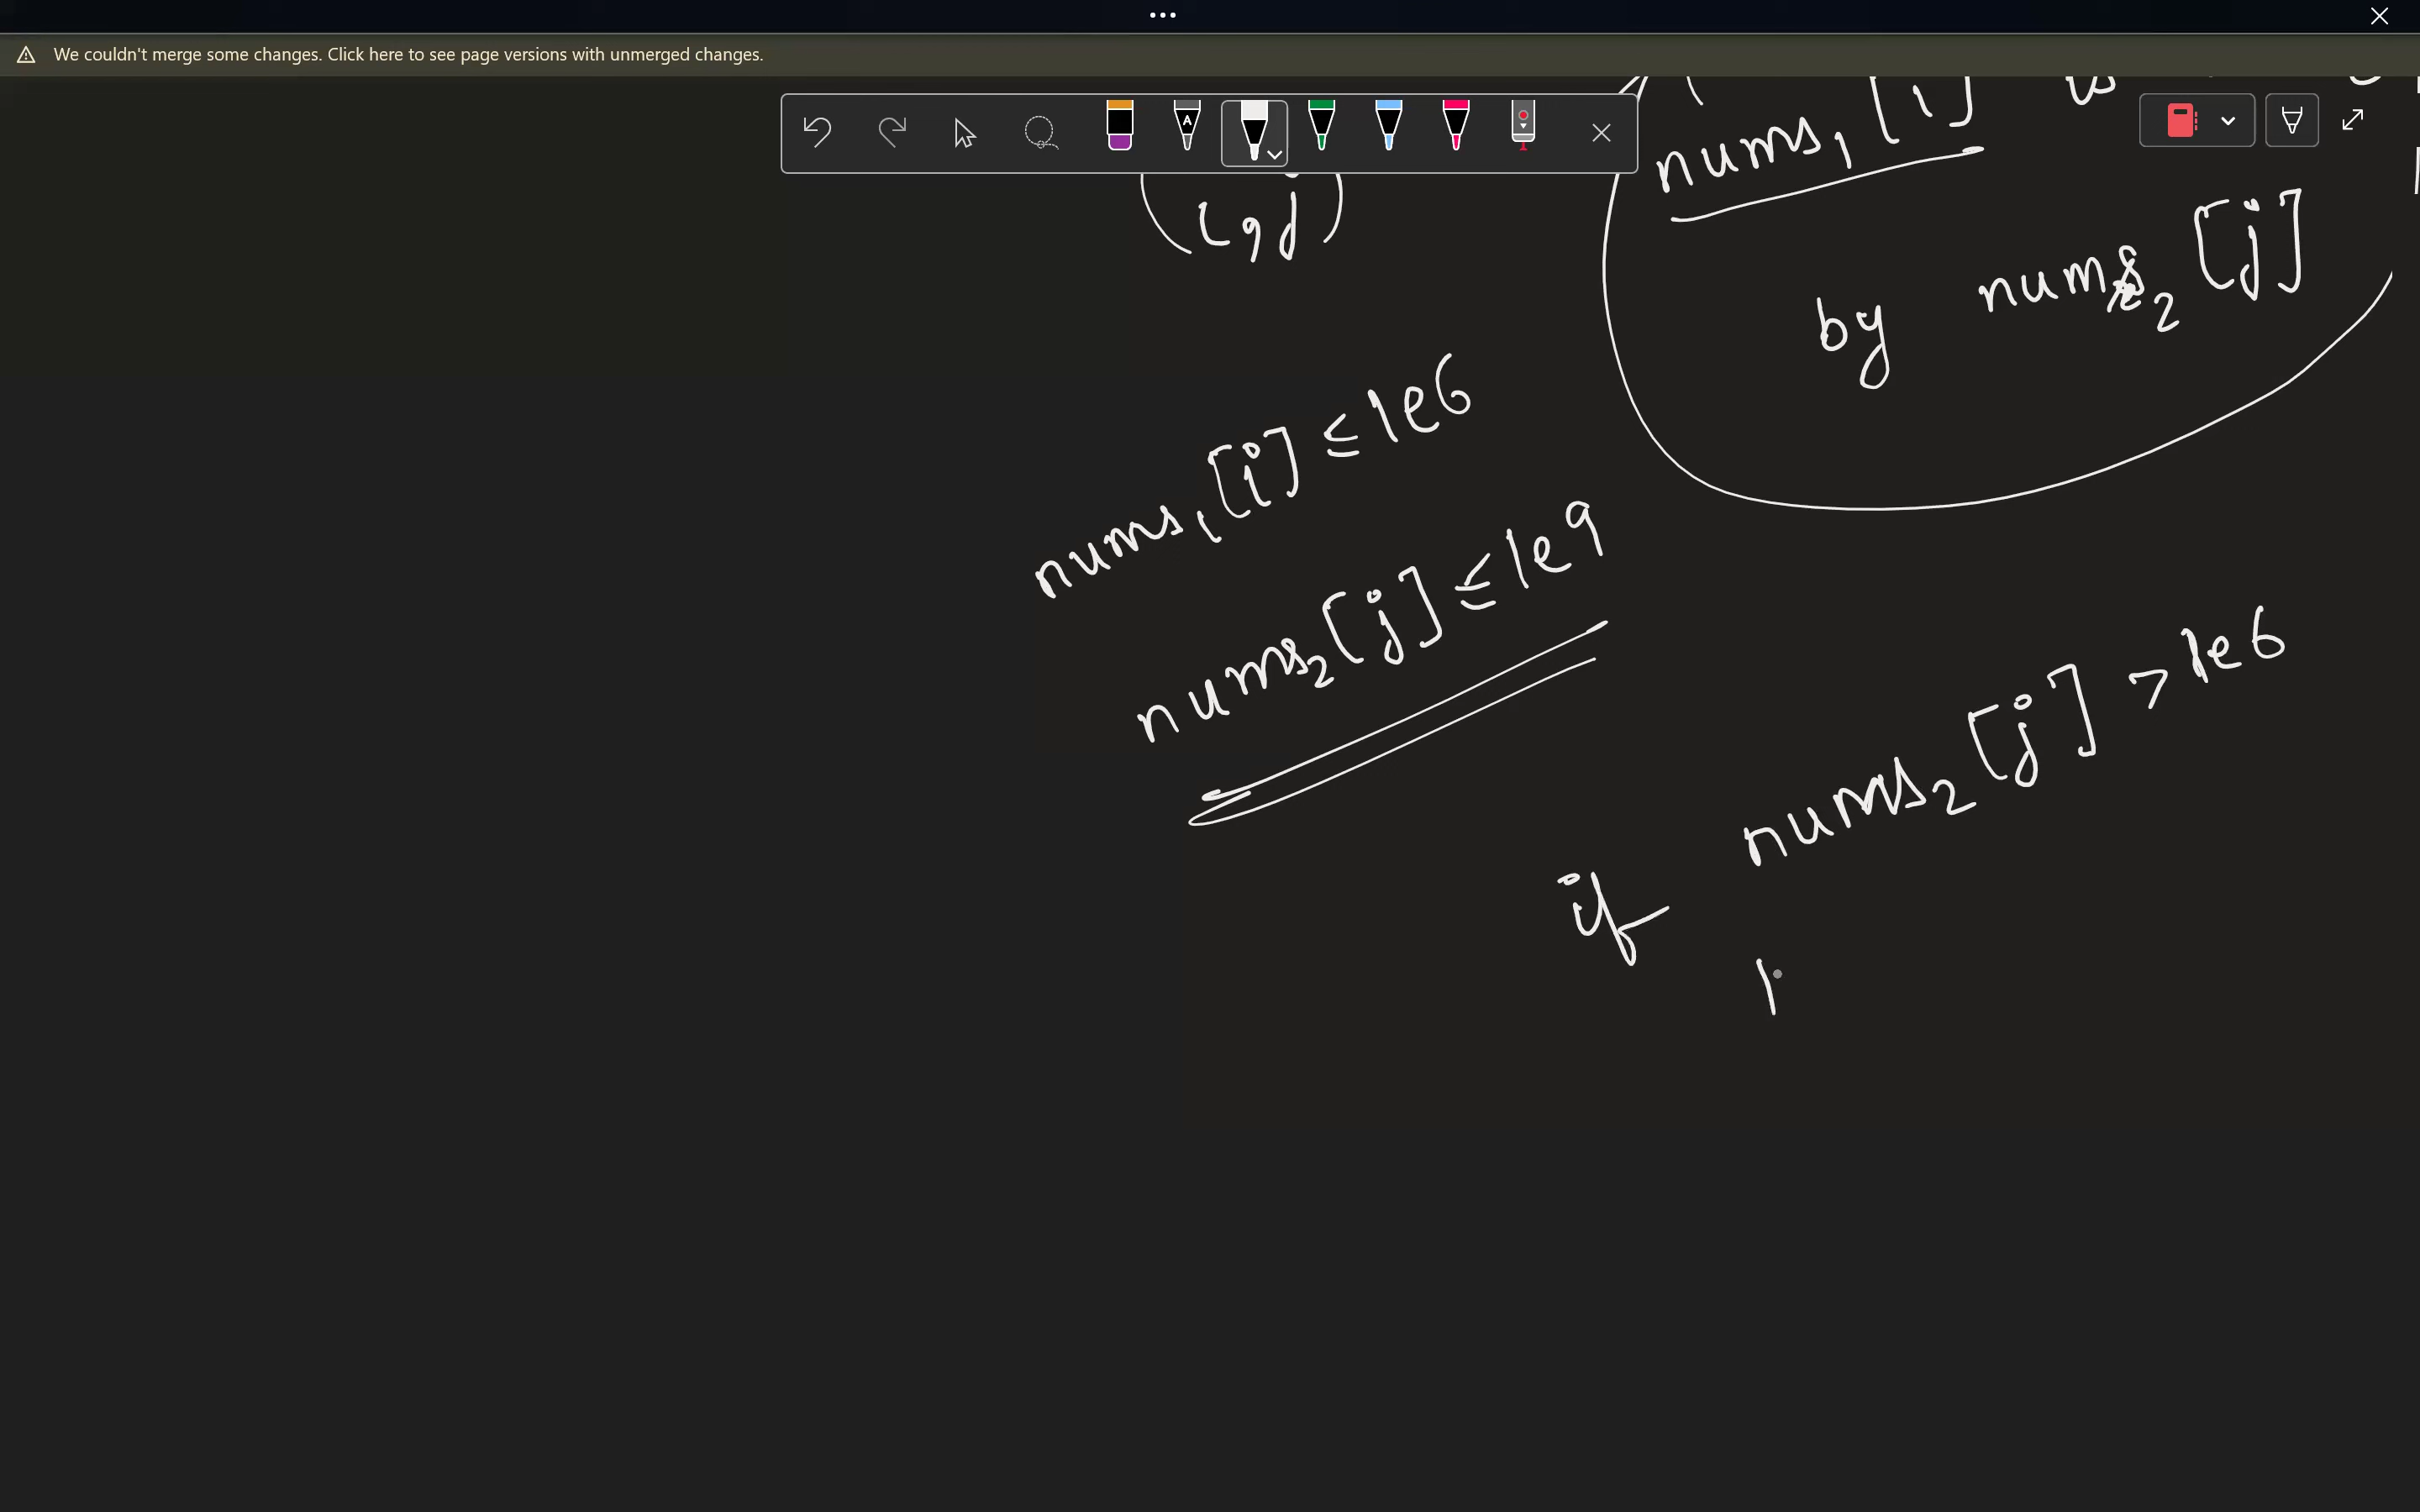 We couldn't merge some changes. Click here to see page versions with unmerged changes.
A
nums₁[i] is
(i,j)
by nums₂[j]
nums₁[i] ≤ 1e6
nums₂[j] ≤ 1e9
if nums₂[j] > 1e6